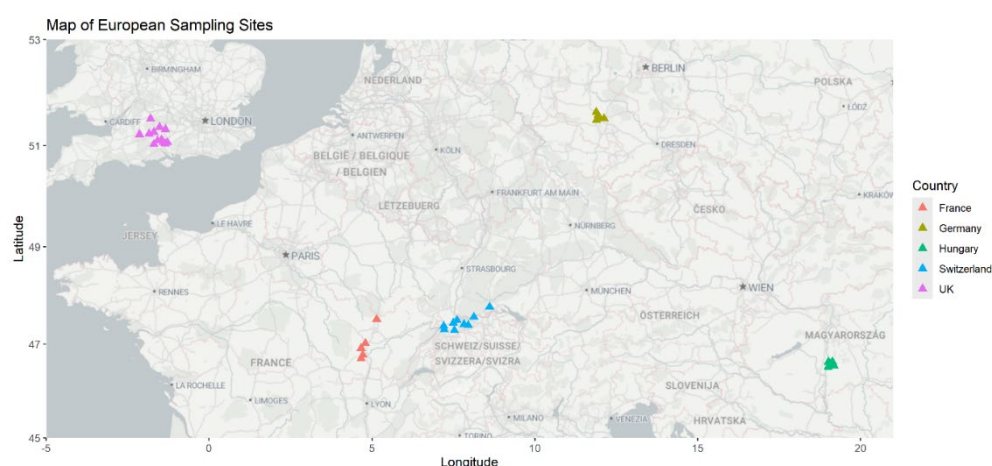 Map of European Sampling Sites
53
BIRMINGHAM
NEDERLAND
BERLIN
POLSKA
CARDIFF
LONDON
ŁÓDŹ
51
ANTWERPEN
KÖLN
DRESDEN
BELGIË / BELGIQUE
/ BELGIEN
FRANKFURT AM MAIN
KRAKÓW
LËTZEBUERG
ČESKO
JERSEY
LE HAVRE
NÜRNBERG
49
PARIS
STRASBOURG
RENNES
MÜNCHEN
WIEN
ÖSTERREICH
MAGYARORSZÁG
47
SCHWEIZ/SUISSE/
SVIZZERA/SVIZRA
FRANCE
LA ROCHELLE
SLOVENIJA
LIMOGES
LYON
MILANO
VENEZIA
HRVATSKA
TORINO
45
-5
0
5
10
15
20
Longitude
Latitude
Country
France
Germany
Hungary
Switzerland
UK